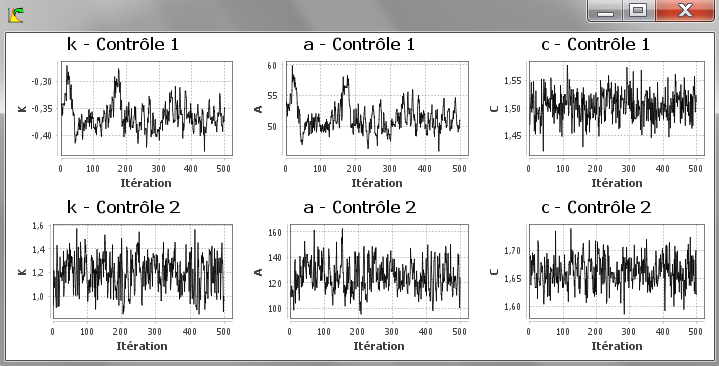 k - Contrôle 1
a - Contrôle 1
c - Contrôle 1
K
-0,30
-0,35
-0,40
0 100 200 300 400 500
Itération
A
60
55
50
0 100 200 300 400 500
Itération
C
1,55
1,50
1,45
0 100 200 300 400 500
Itération
k - Contrôle 2
a - Contrôle 2
c - Contrôle 2
K
1,6
1,4
1,2
1,0
0 100 200 300 400 500
Itération
A
160
140
120
100
0 100 200 300 400 500
Itération
C
1,70
1,65
1,60
0 100 200 300 400 500
Itération